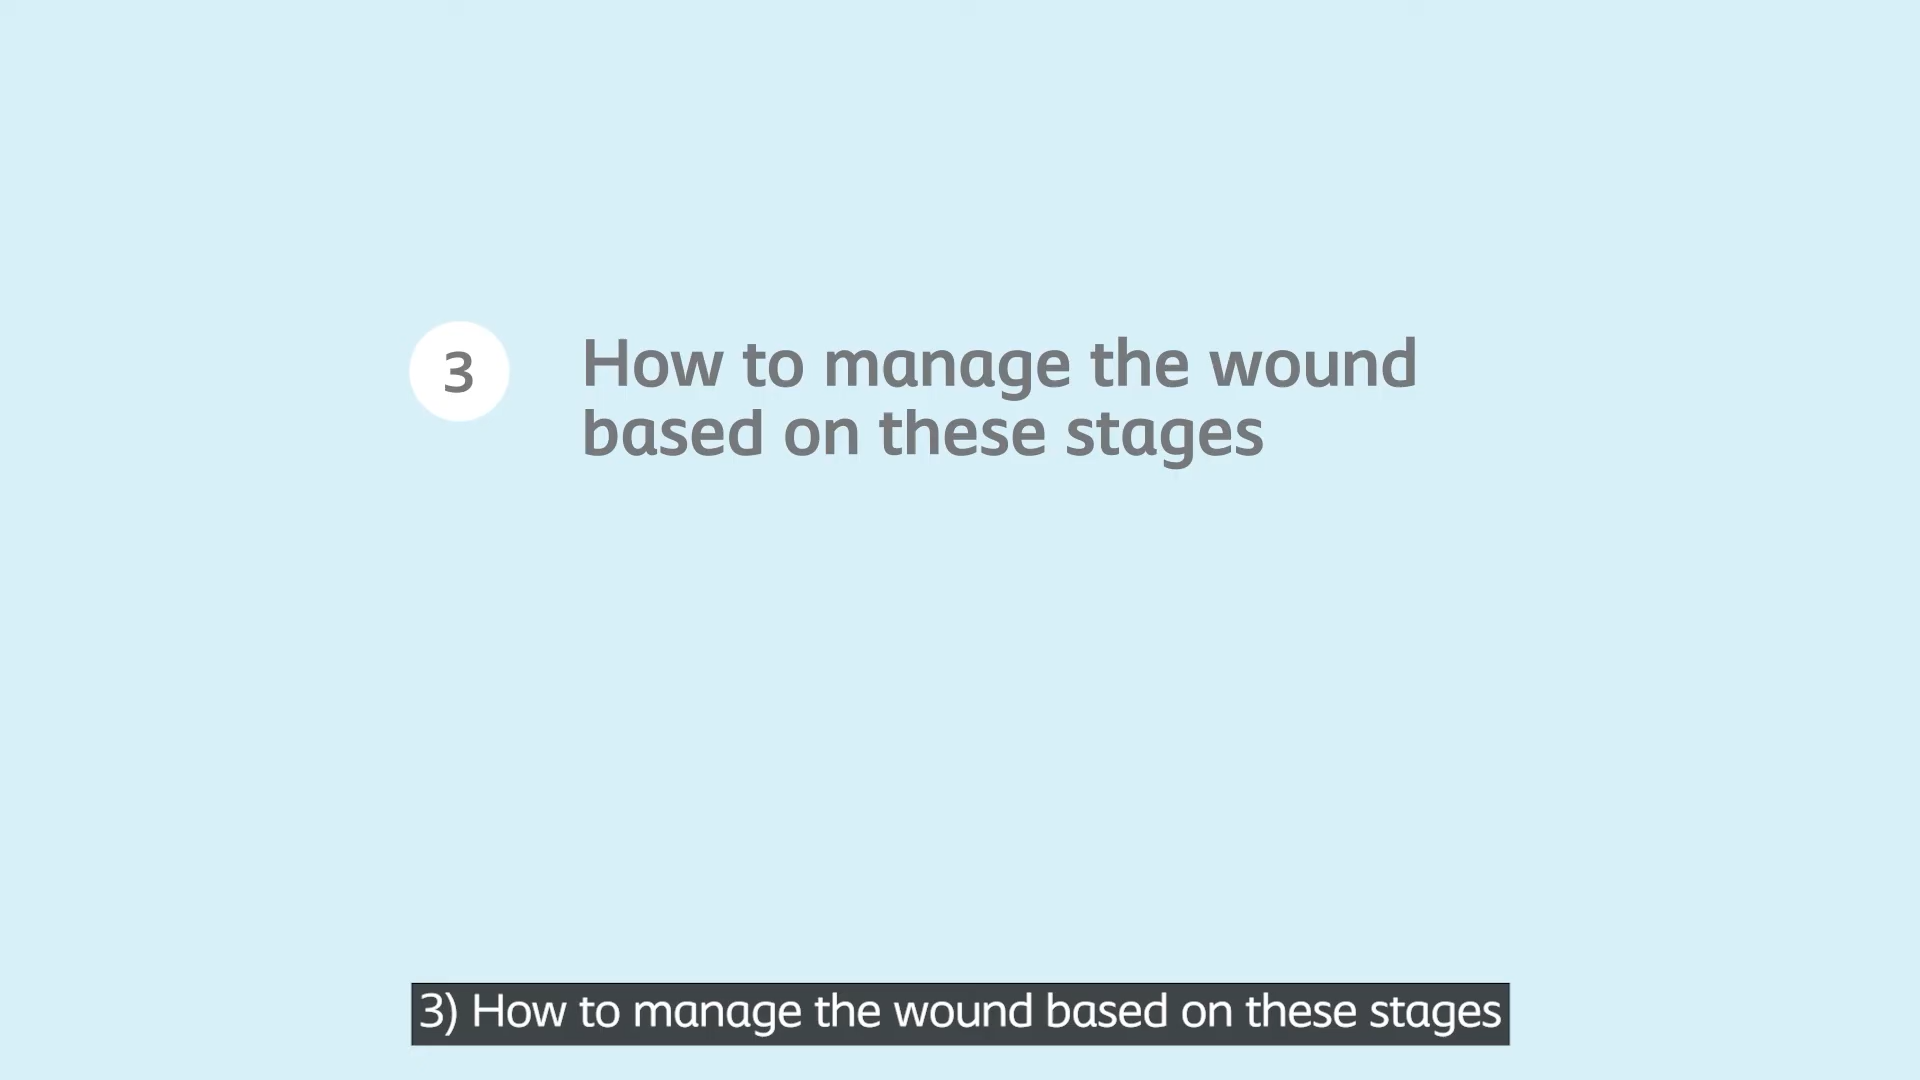 3
How to manage the wound
based on these stages
3) How to manage the wound based on these stages